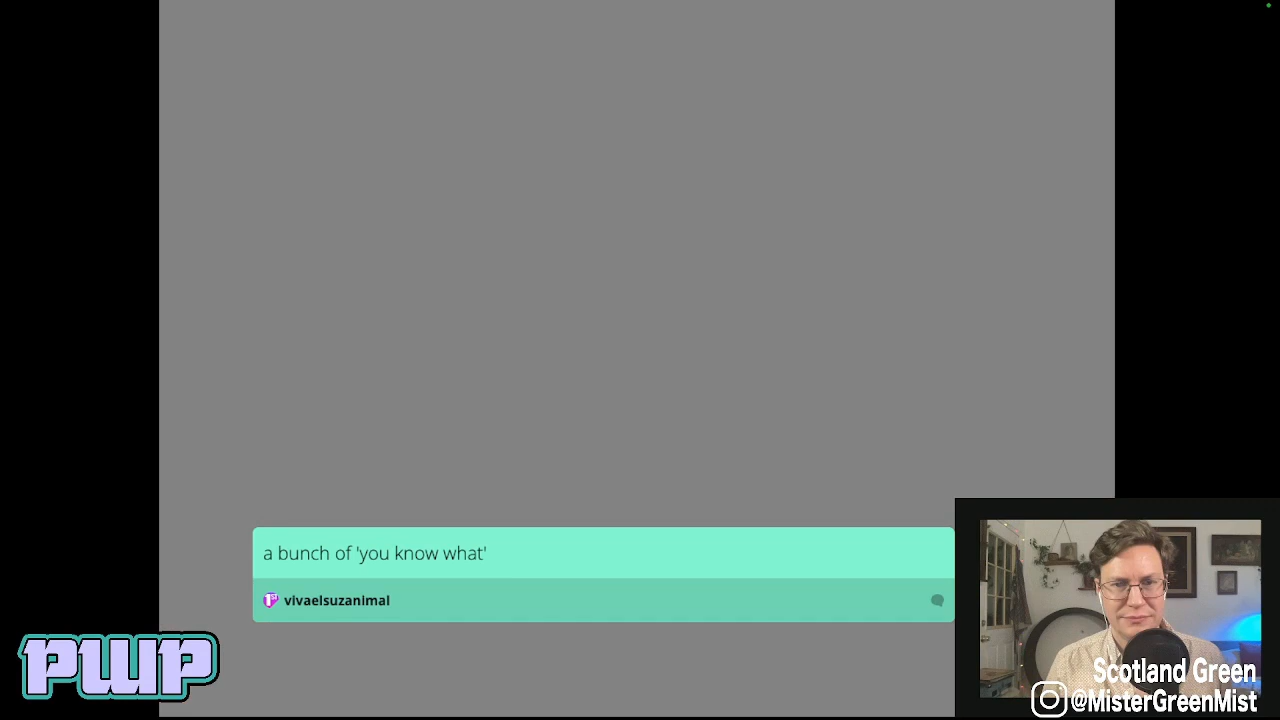 a bunch of 'you know what'
vivaelsuzanimal
PWP
Scotland Green
@MisterGreenMist